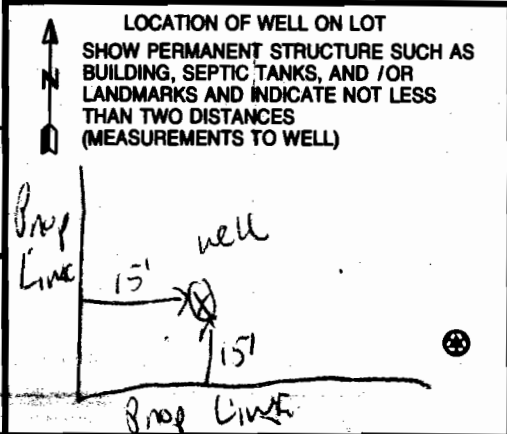 LOCATION OF WELL ON LOT
SHOW PERMANENT STRUCTURE SUCH AS
N BUILDING, SEPTIC TANKS, AND /OR
LANDMARKS AND INDICATE NOT LESS
THAN TWO DISTANCES
(MEASUREMENTS TO WELL)
Prop
Line
well
15'
15'
Prop Line